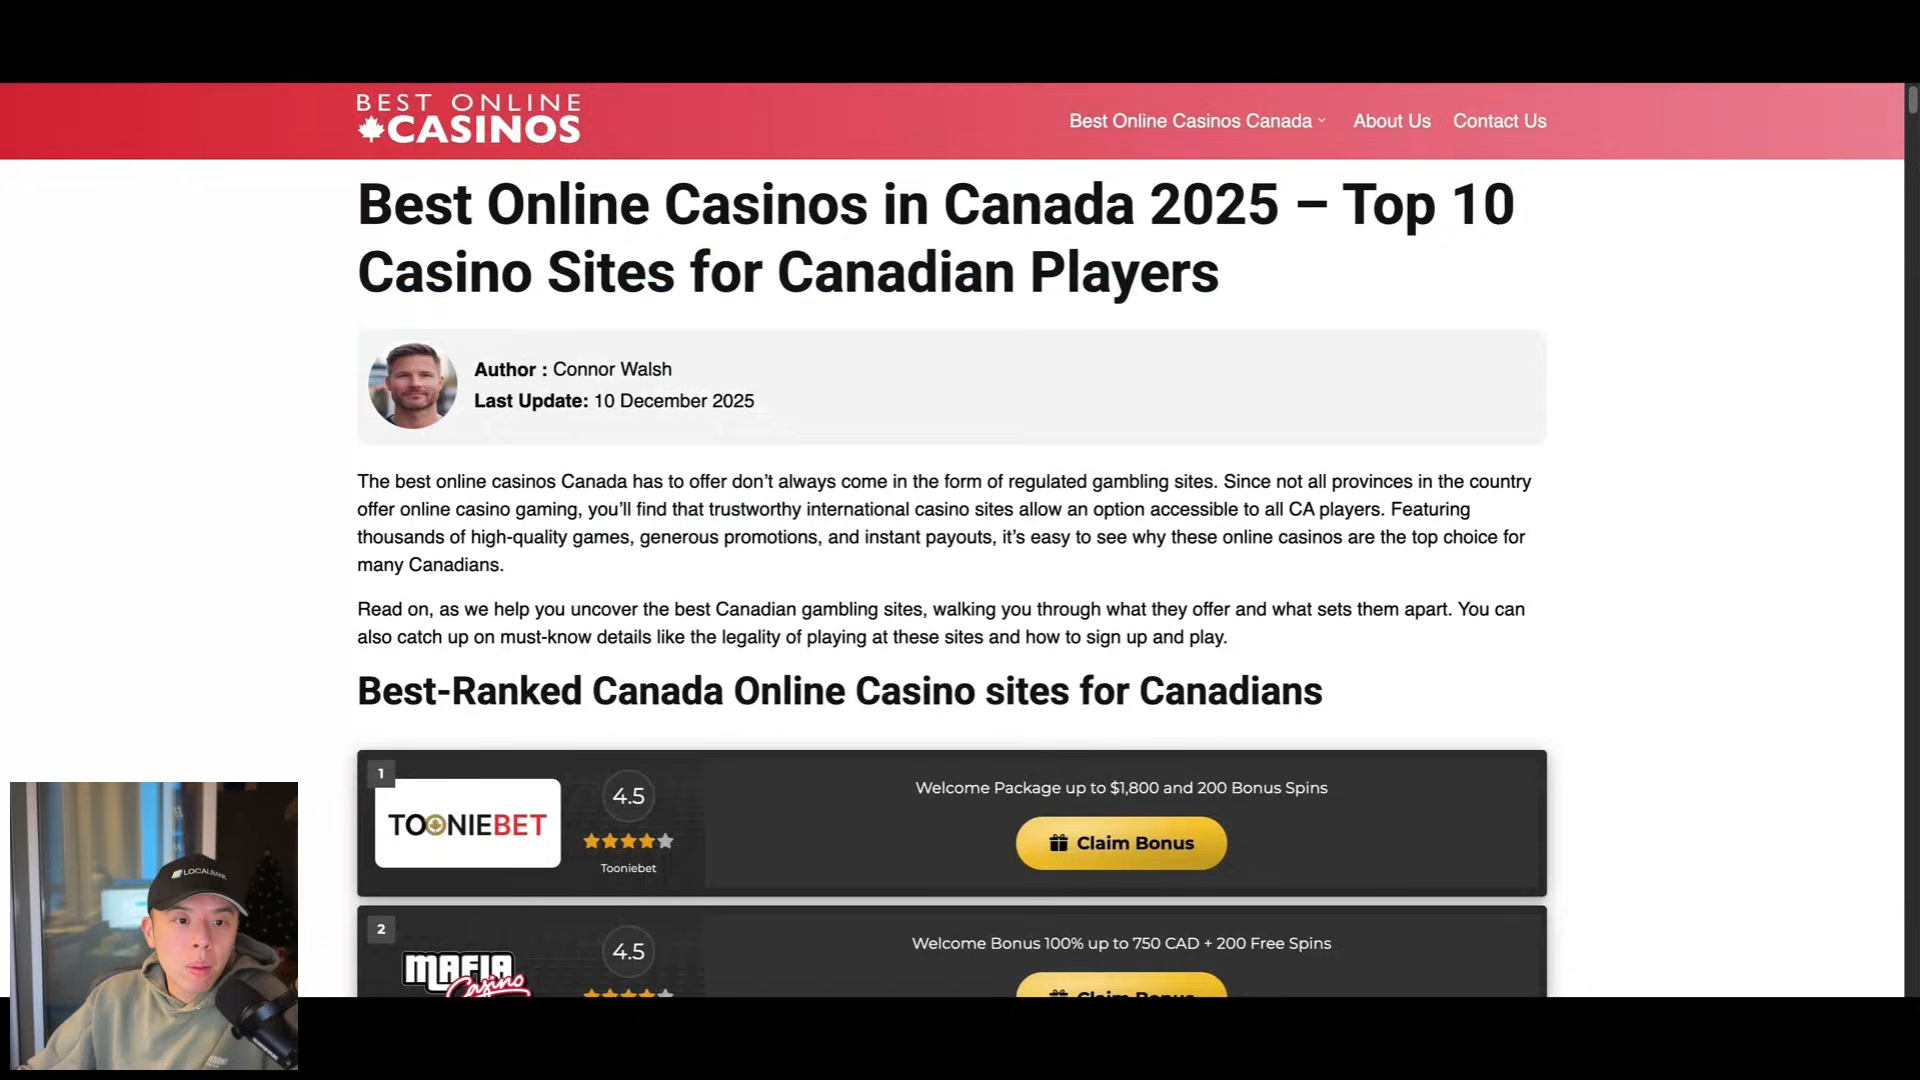 BEST ONLINE
CASINOS
Best Online Casinos Canada
About Us
Contact Us
Best Online Casinos in Canada 2025 – Top 10
Casino Sites for Canadian Players
Author : Connor Walsh
Last Update: 10 December 2025
The best online casinos Canada has to offer don’t always come in the form of regulated gambling sites. Since not all provinces in the country
offer online casino gaming, you’ll find that trustworthy international casino sites allow an option accessible to all CA players. Featuring
thousands of high-quality games, generous promotions, and instant payouts, it’s easy to see why these online casinos are the top choice for
many Canadians.
Read on, as we help you uncover the best Canadian gambling sites, walking you through what they offer and what sets them apart. You can
also catch up on must-know details like the legality of playing at these sites and how to sign up and play.
Best-Ranked Canada Online Casino sites for Canadians
1
TOONIEBET
4.5
Tooniebet
Welcome Package up to $1,800 and 200 Bonus Spins
Claim Bonus
2
MAFIA
Casino
4.5
Welcome Bonus 100% up to 750 CAD + 200 Free Spins
Claim Bonus
LOCALRANK